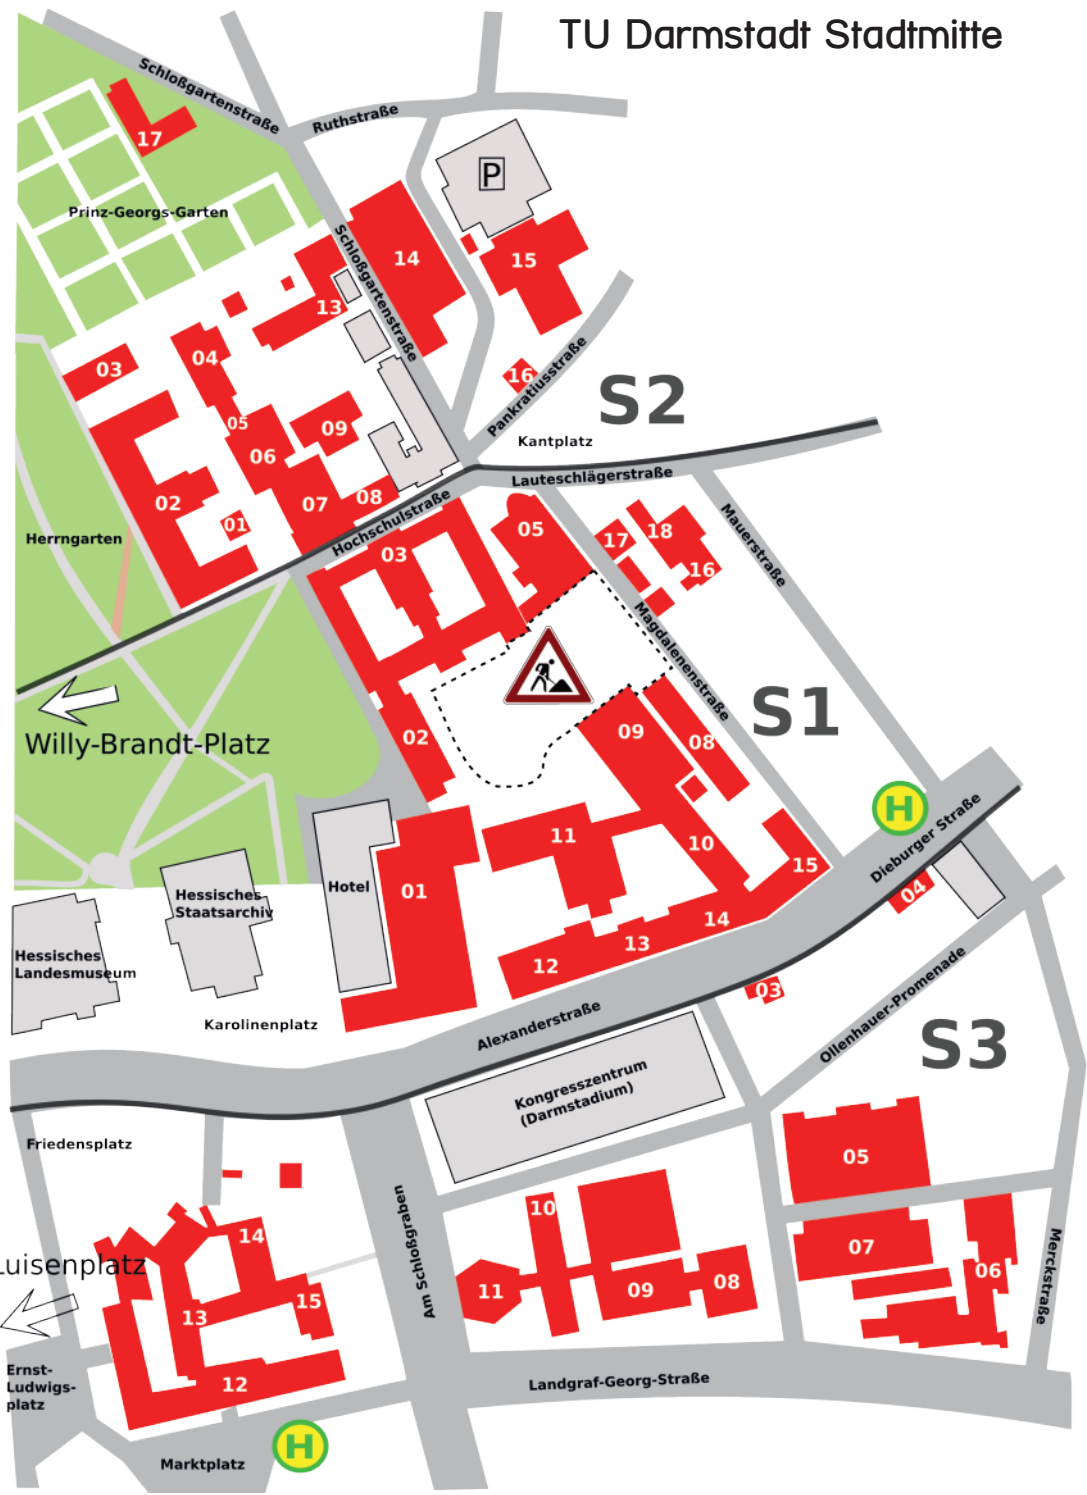 TU Darmstadt Stadtmitte
Schloßgartenstraße
Ruthstraße
17
P
Prinz-Georgs-Garten
Schloßgartenstraße
14
15
13
03
04
16
Pankratiusstraße
S2
05
09
06
Kantplatz
02
07
08
01
Lauteschlägerstraße
Hochschulstraße
Herrngarten
03
05
17
18
16
Mauerstraße
Magdalenenstraße
Willy-Brandt-Platz
02
09
08
S1
H
Dieburger Straße
11
10
15
Hotel
01
04
Hessisches
Staatsarchiv
14
13
12
Hessisches
Landesmuseum
03
Karolinenplatz
Alexanderstraße
Ollenhauer-Promenade
S3
Kongresszentrum
(Darmstadium)
Friedensplatz
05
10
14
Am Schloßgraben
07
Luisenplatz
11
09
08
06
Merckstraße
13
15
Ernst-
Ludwigs-
platz
12
Landgraf-Georg-Straße
H
Marktplatz